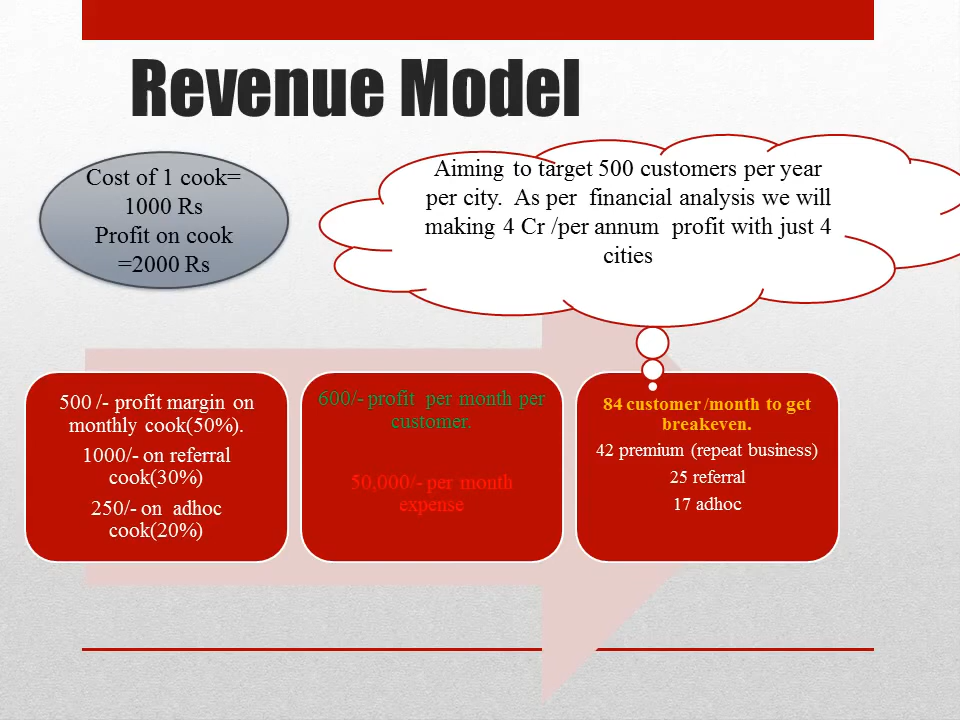 Revenue Model
Cost of 1 cook=
1000 Rs
Profit on cook
=2000 Rs
Aiming to target 500 customers per year
per city. As per financial analysis we will
making 4 Cr /per annum profit with just 4
cities
500 /- profit margin on
monthly cook(50%).
1000/- on referral
cook(30%)
250/- on adhoc
cook(20%)
600/- profit per month per
customer.
50,000/- per month
expense
84 customer /month to get
breakeven.
42 premium (repeat business)
25 referral
17 adhoc